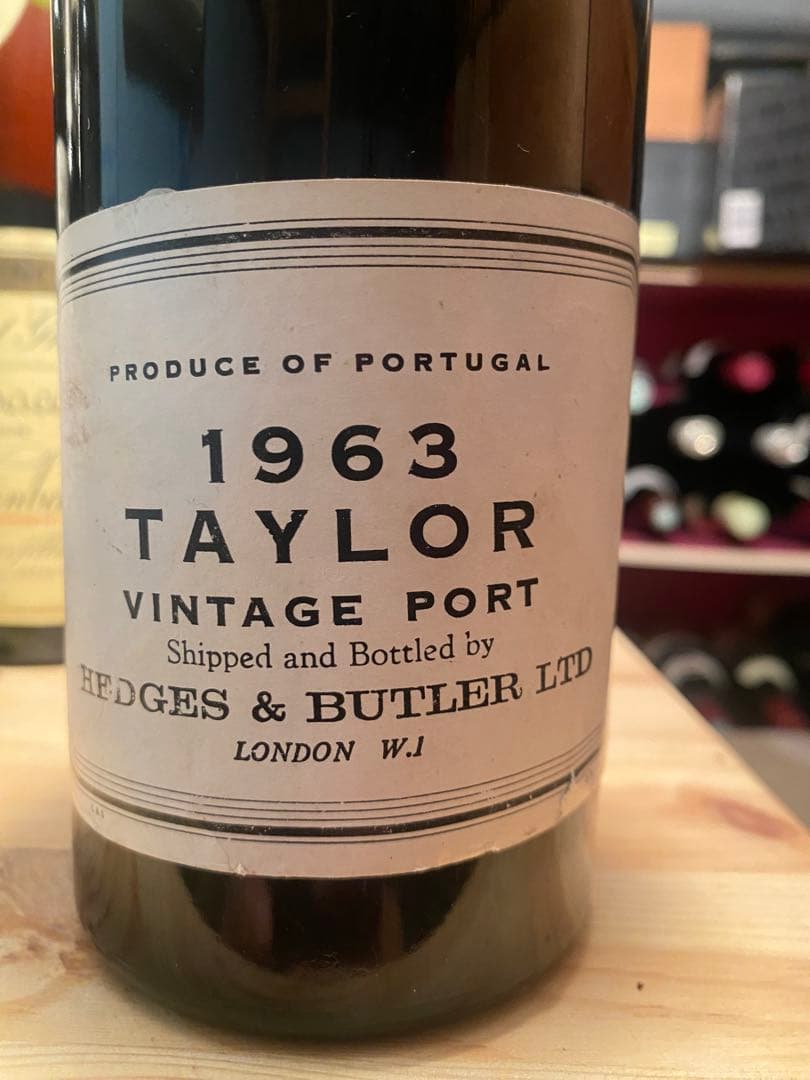 PRODUCE OF PORTUGAL
1963
TAYLOR
VINTAGE PORT
Shipped and Bottled by
HEDGES & BUTLER LTD
LONDON W.1